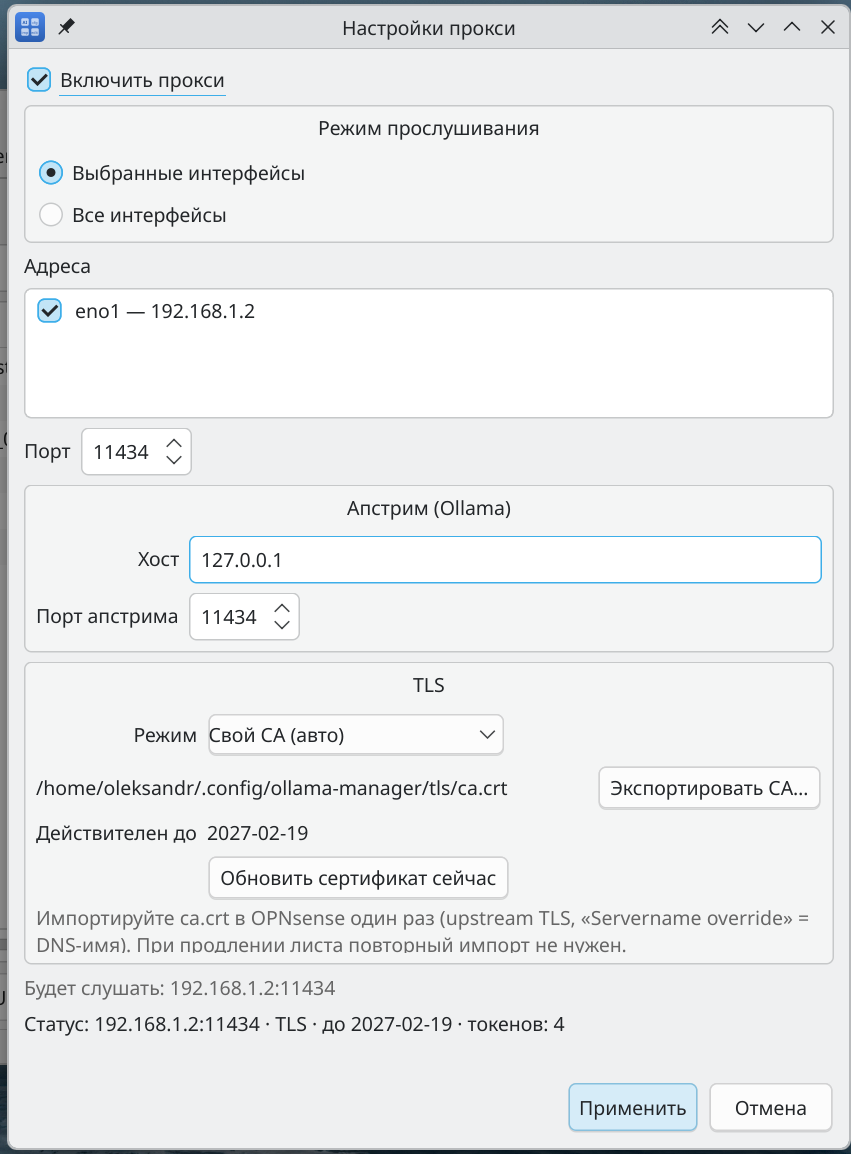 Настройки прокси
Включить прокси
Режим прослушивания
Выбранные интерфейсы
Все интерфейсы
Адреса
eno1 — 192.168.1.2
Порт 11434
Апстрим (Ollama)
Хост 127.0.0.1
Порт апстрима 11434
TLS
Режим Свой CA (авто)
/home/oleksandr/.config/ollama-manager/tls/ca.crt Экспортировать CA...
Действителен до 2027-02-19
Обновить сертификат сейчас
Импортируйте ca.crt в OPNsense один раз (upstream TLS, «Servername override» =
DNS-имя). При продлении листа повторный импорт не нужен.
Будет слушать: 192.168.1.2:11434
Статус: 192.168.1.2:11434 · TLS · до 2027-02-19 · токенов: 4
Применить Отмена